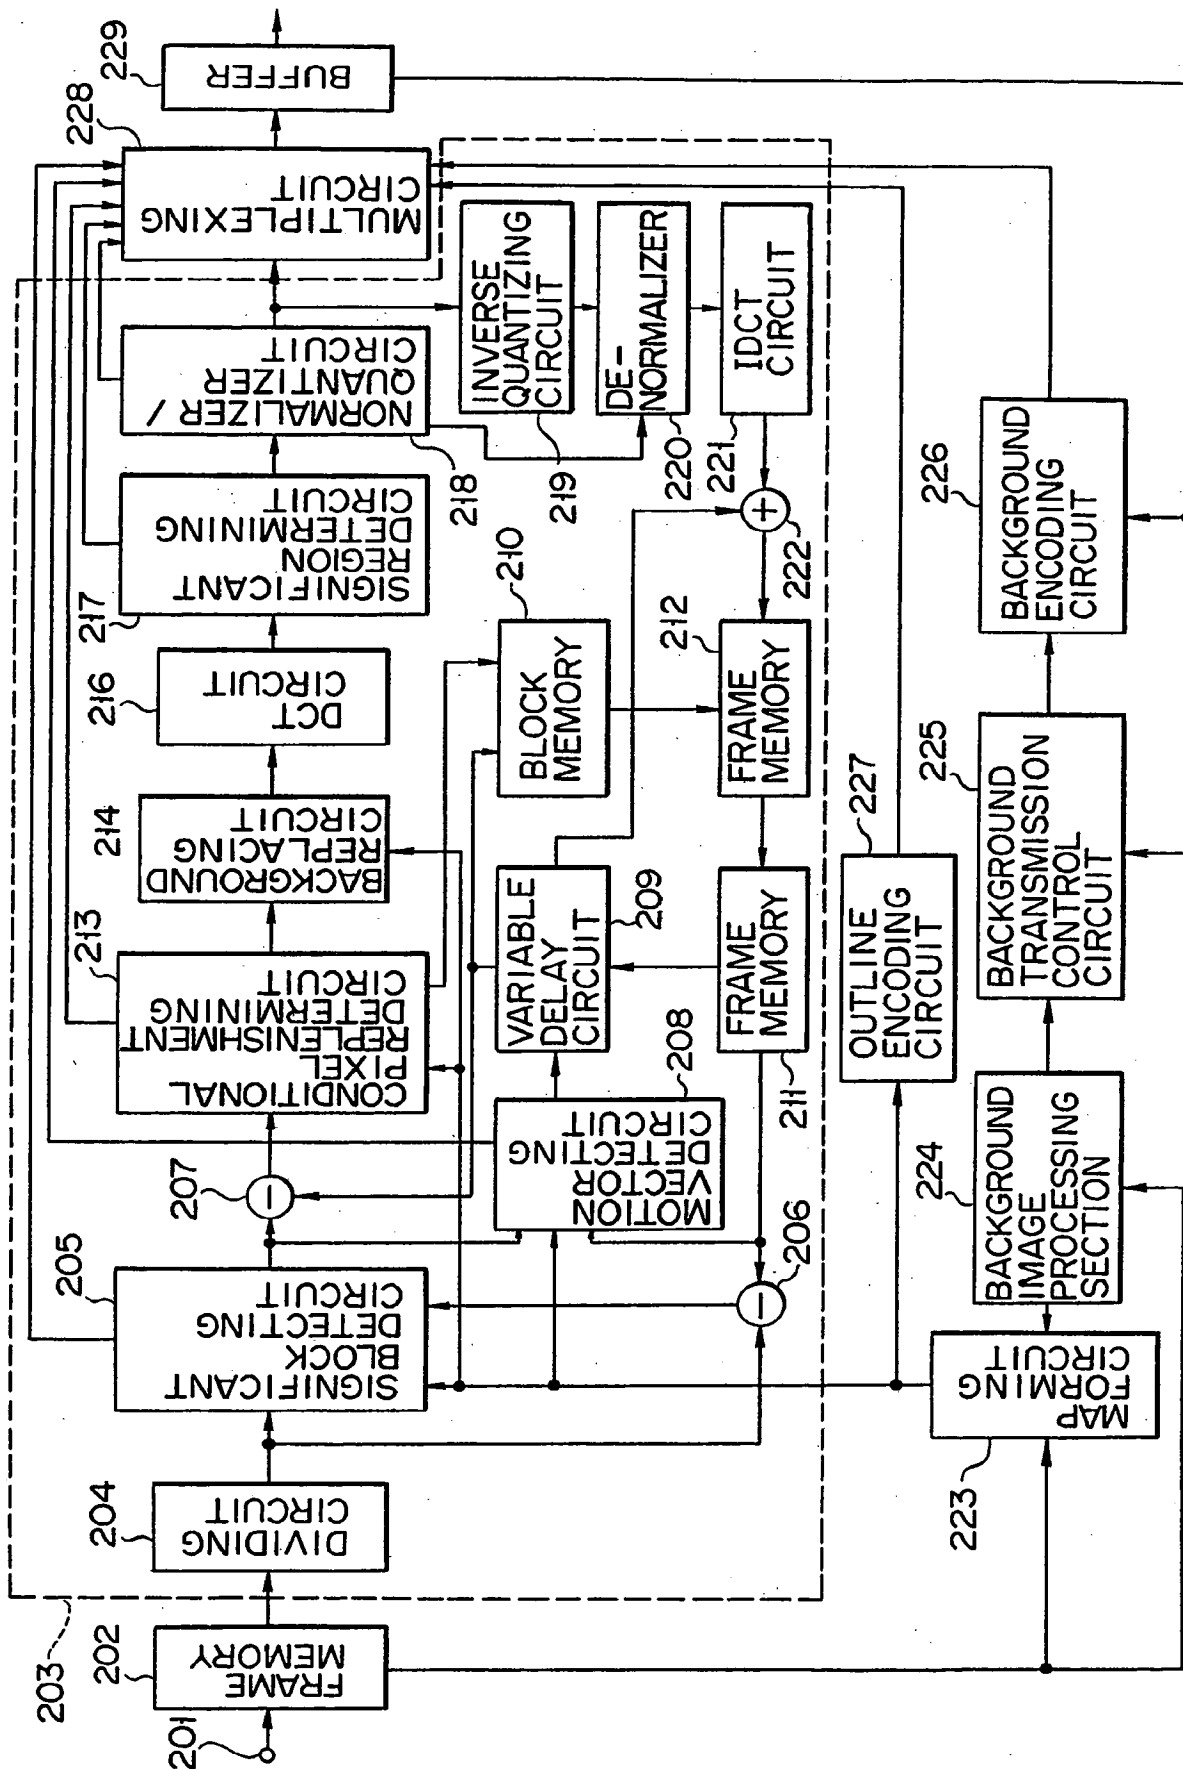 201
FRAME
MEMORY
202
203
DIVIDING
CIRCUIT
204
SIGNIFICANT
BLOCK
DETECTING
CIRCUIT
205
207
CONDITIONAL
PIXEL
REPLENISHMENT
DETERMINING
CIRCUIT
213
BACKGROUND
REPLACING
CIRCUIT
214
DCT
CIRCUIT
216
SIGNIFICANT
REGION
DETERMINING
CIRCUIT
217
NORMALIZER /
QUANTIZER
CIRCUIT
218
MULTIPLEXING
CIRCUIT
228
BUFFER
229
MOTION
VECTOR
DETECTING
CIRCUIT
208
VARIABLE
DELAY
CIRCUIT
209
BLOCK
MEMORY
210
INVERSE
QUANTIZING
CIRCUIT
219
DE-
NORMALIZER
220
IDCT
CIRCUIT
221
206
FRAME
MEMORY
211
FRAME
MEMORY
212
222
MAP
FORMING
CIRCUIT
223
OUTLINE
ENCODING
CIRCUIT
227
BACKGROUND
IMAGE
PROCESSING
SECTION
224
BACKGROUND
TRANSMISSION
CONTROL
CIRCUIT
225
BACKGROUND
ENCODING
CIRCUIT
226